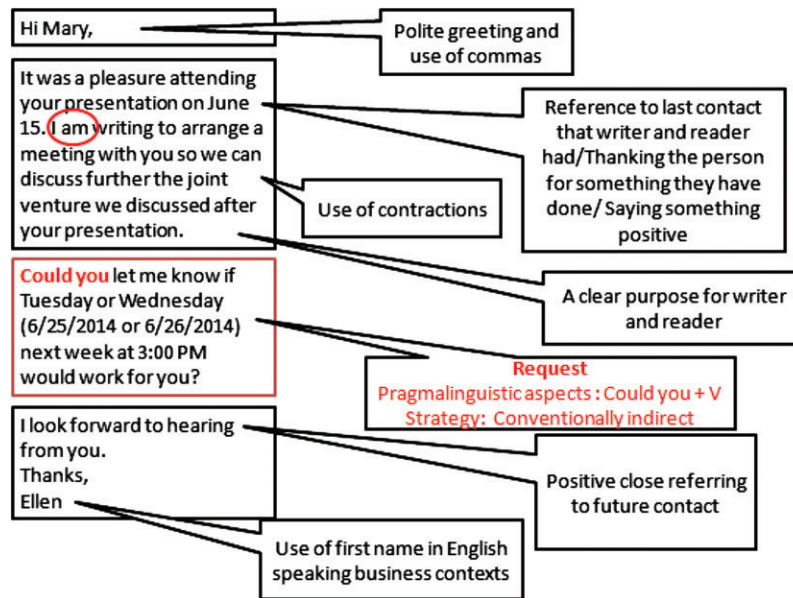 Hi Mary,
Polite greeting and
use of commas
It was a pleasure attending
your presentation on June
15. I am writing to arrange a
meeting with you so we can
discuss further the joint
venture we discussed after
your presentation.
Reference to last contact
that writer and reader
had/Thanking the person
for something they have
done/ Saying something
positive
Use of contractions
A clear purpose for writer
and reader
Could you let me know if
Tuesday or Wednesday
(6/25/2014 or 6/26/2014)
next week at 3:00 PM
would work for you?
Request
Pragmalinguistic aspects : Could you + V
Strategy: Conventionally indirect
I look forward to hearing
from you.
Thanks,
Ellen
Positive close referring
to future contact
Use of first name in English
speaking business contexts